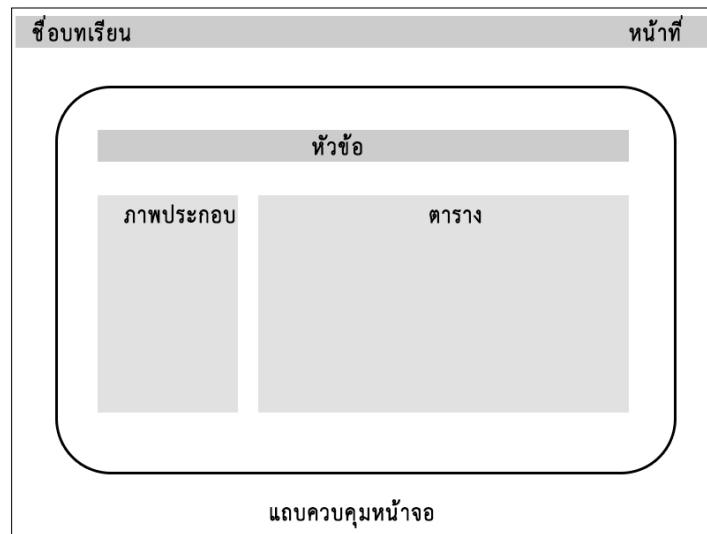 ชื่อบทเรียน หน้าที่
หัวข้อ
ภาพประกอบ ตาราง
แถบควบคุมหน้าจอ